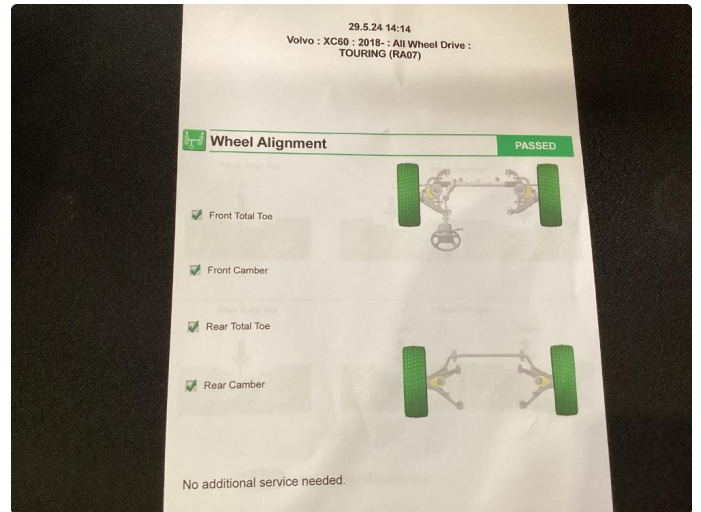 29.5.24 14:14
Volvo : XC60 : 2018- : All Wheel Drive :
TOURING (RA07)
Wheel Alignment PASSED
Front Total Toe
Front Camber
Rear Total Toe
Rear Camber
No additional service needed.